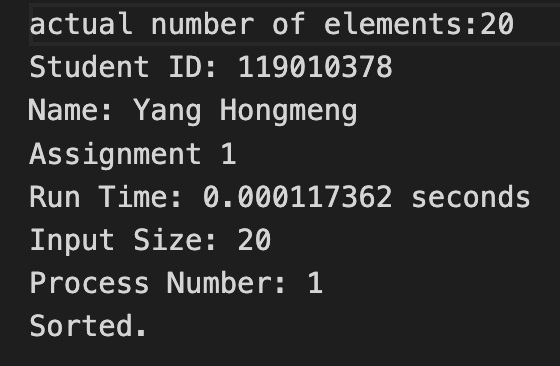 actual number of elements:20
Student ID: 119010378
Name: Yang Hongmeng
Assignment 1
Run Time: 0.000117362 seconds
Input Size: 20
Process Number: 1
Sorted.